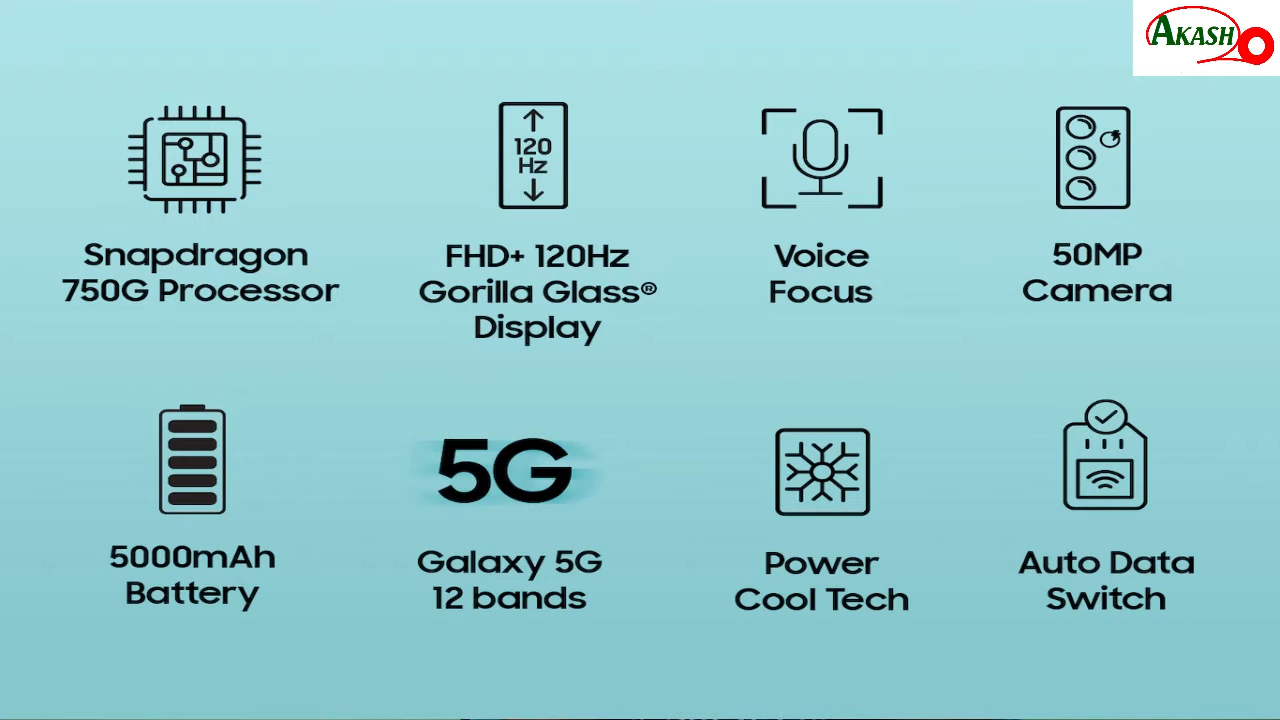 AKASH
120
Hz
Snapdragon
750G Processor
FHD+ 120Hz
Gorilla Glass®
Display
Voice
Focus
50MP
Camera
5000mAh
Battery
5G
Galaxy 5G
12 bands
Power
Cool Tech
Auto Data
Switch